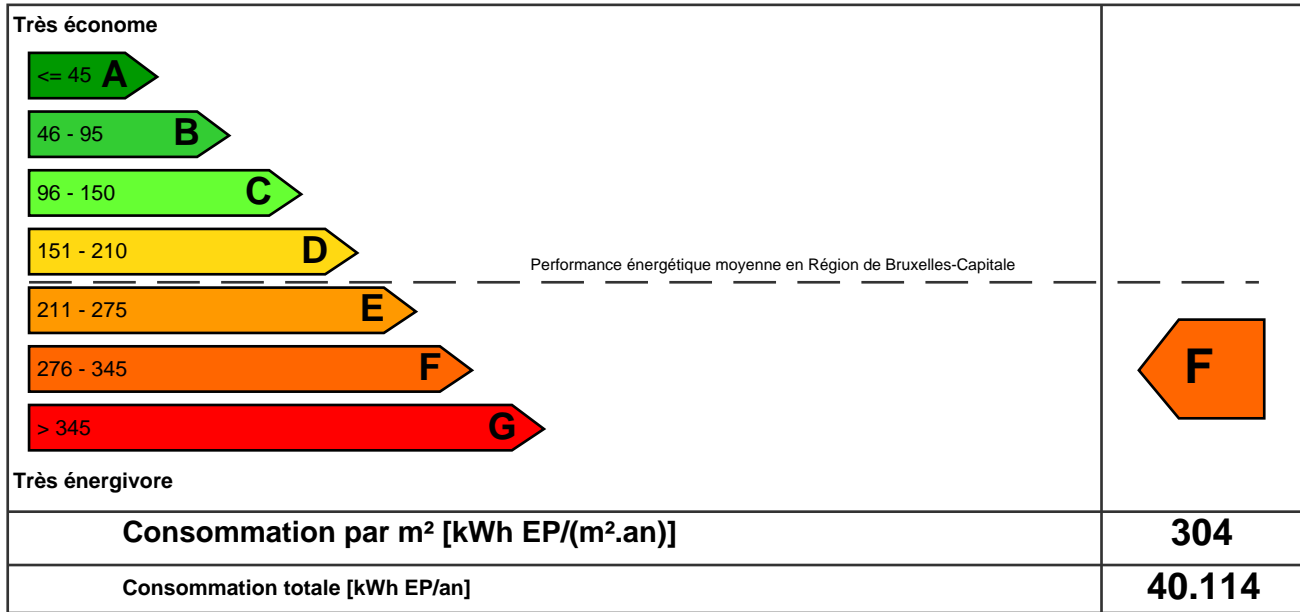 Très économe
<= 45 A
46 - 95 B
96 - 150 C
151 - 210 D
Performance énergétique moyenne en Région de Bruxelles-Capitale
211 - 275 E
276 - 345 F
F
> 345 G
Très énergivore
Consommation par m² [kWh EP/(m².an)] 304
Consommation totale [kWh EP/an] 40.114